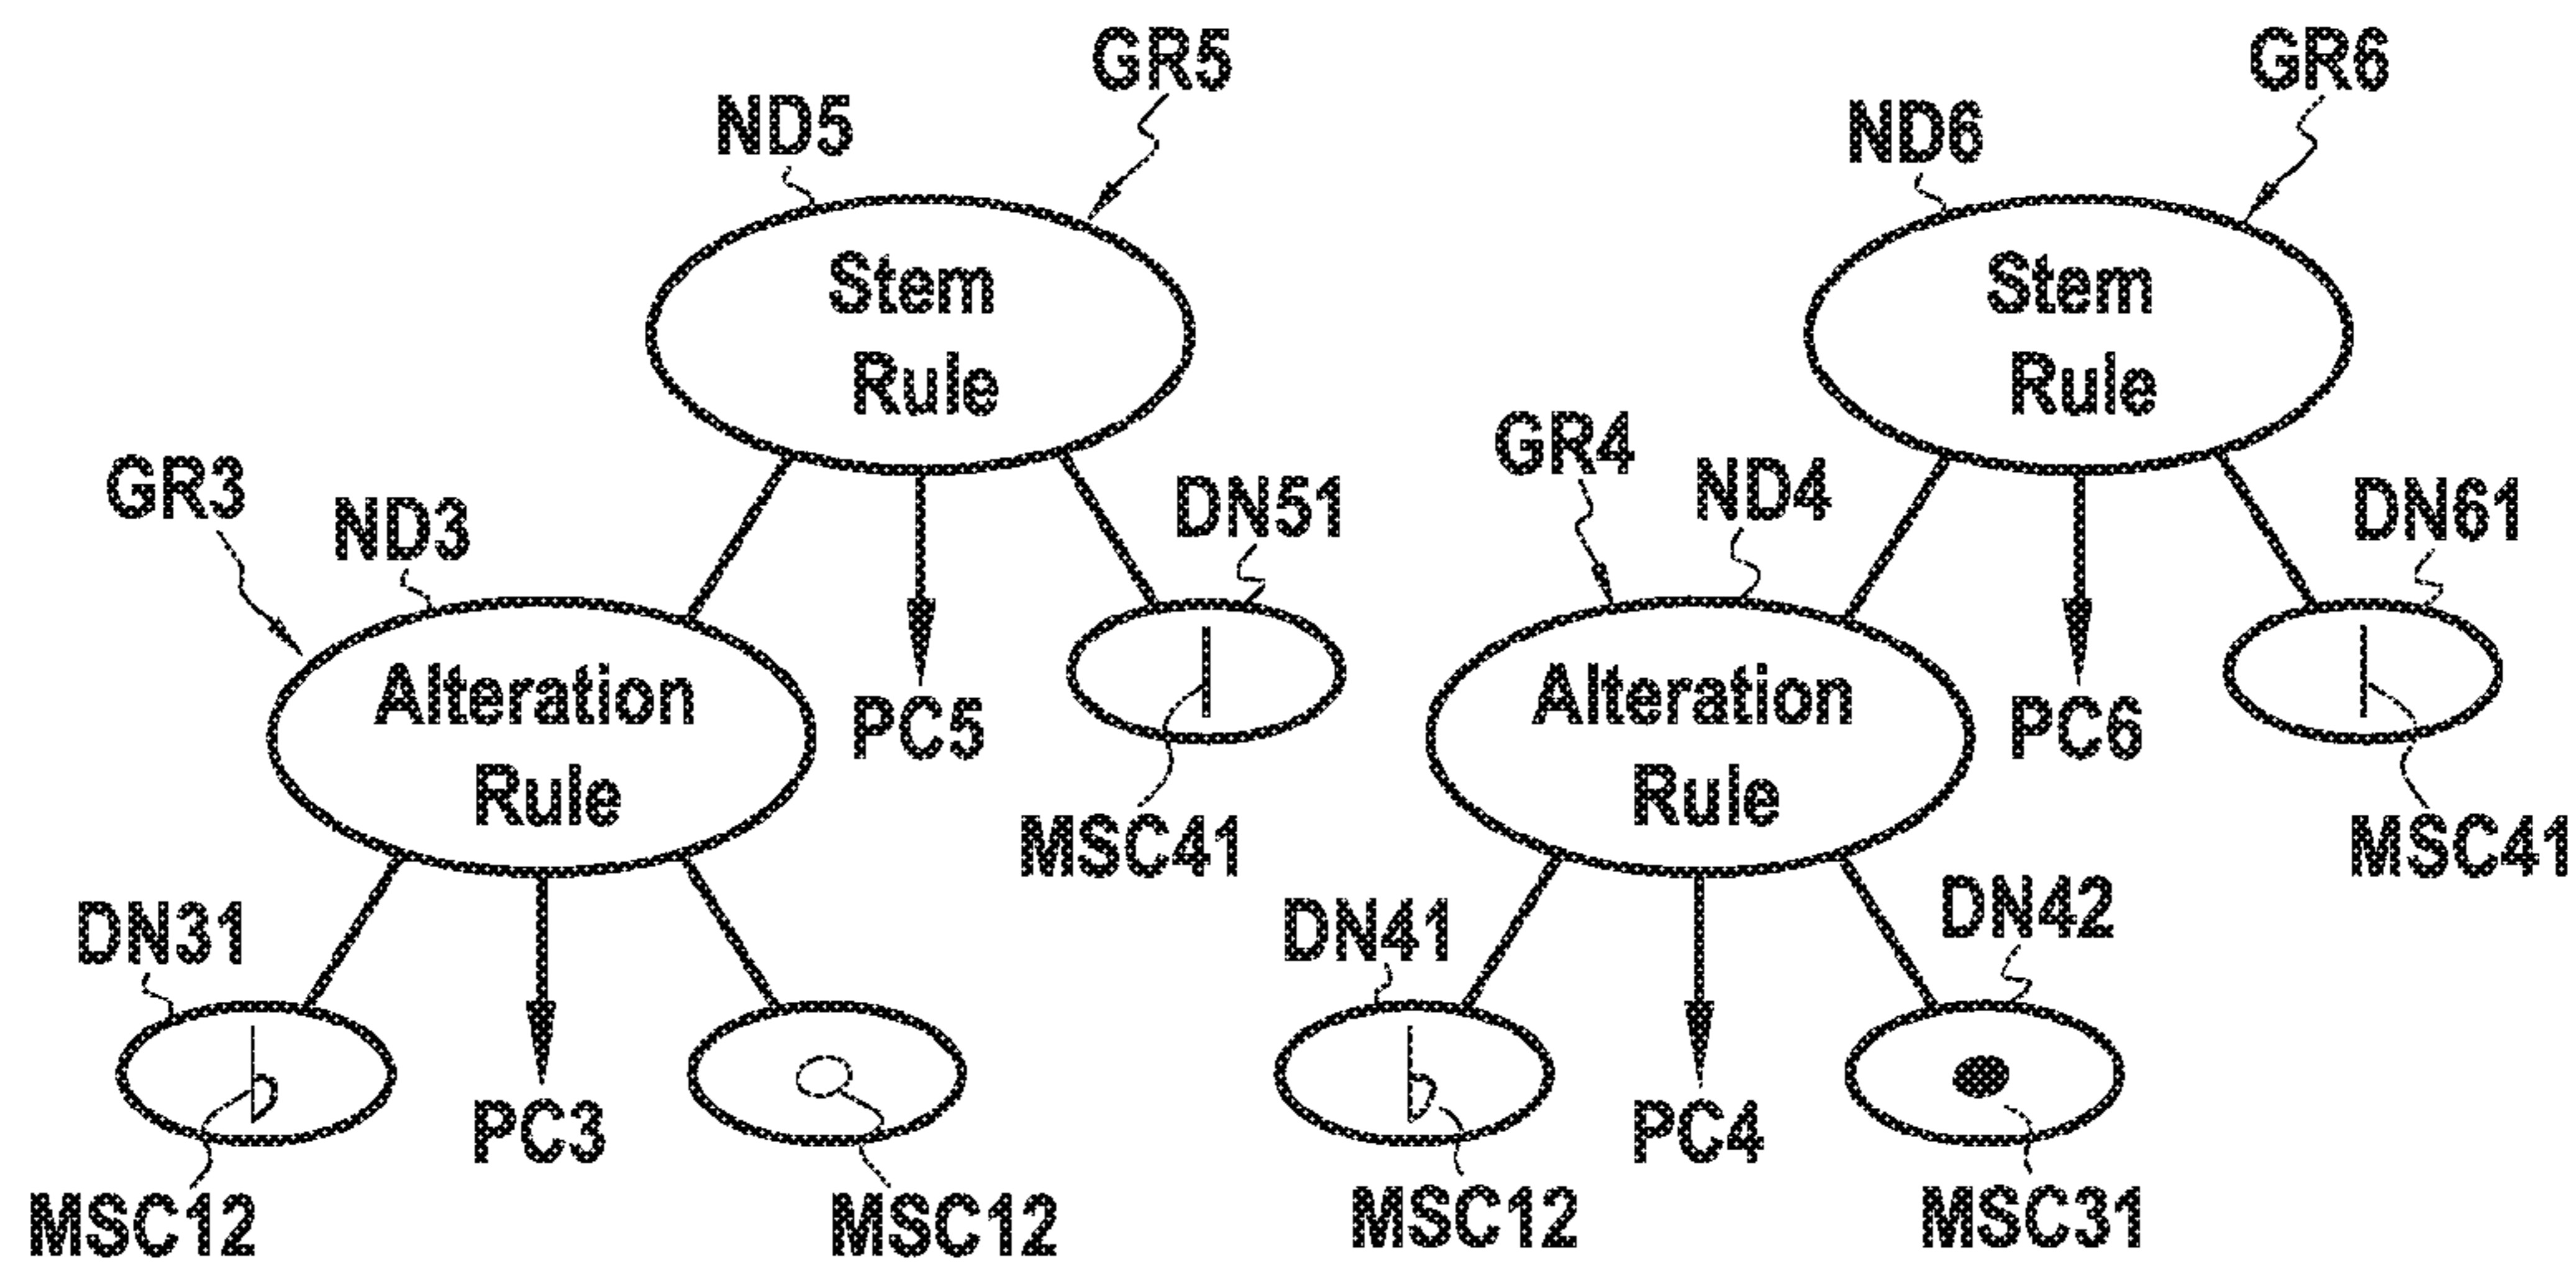 GR5
GR6
ND5
ND6
Stem
Rule
Stem
Rule
GR3
ND3
DN51
GR4
ND4
DN61
Alteration
Rule
PC5
MSC41
Alteration
Rule
PC6
MSC41
DN31
DN41
DN42
PC3
PC4
MSC12
MSC12
MSC12
MSC31